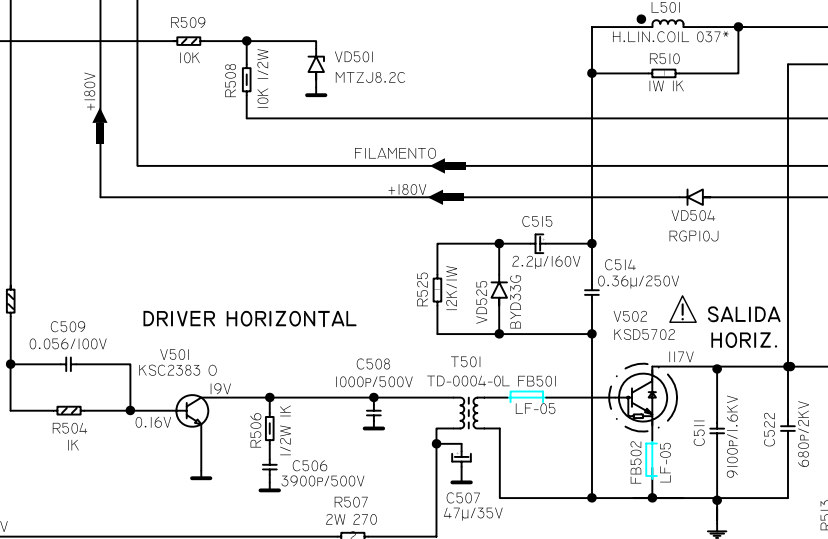 L501
H.LIN.COIL 037*
R510
1W 1K
R509
10K
R508
10K 1/2W
VD501
MTZJ8.2C
+180V
FILAMENTO
+180V
VD504
RGP10J
C515
2.2µ/160V
R525
12K/1W
VD525
BYD33G
C514
0.36µ/250V
V502
KSD5702
SALIDA
HORIZ.
117V
DRIVER HORIZONTAL
C509
0.056/100V
V501
KSC2383 O
19V
0.16V
R504
1K
R506
1/2W 1K
C506
3900P/500V
C508
1000P/500V
T501
TD-0004-0L
FB501
LF-05
FB502
LF-05
C511
9100P/1.6KV
C522
680P/2KV
C507
47µ/35V
R507
2W 270
V
R513